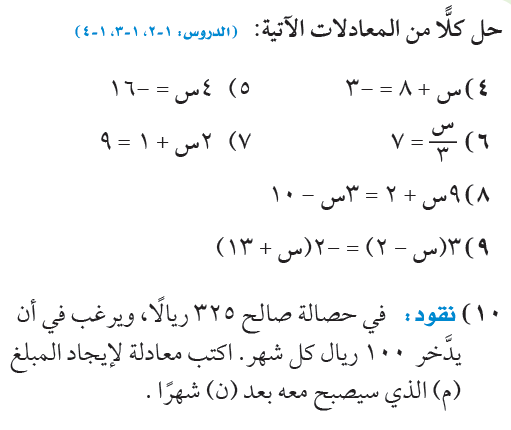 حل كلًّا من المعادلات الآتية: (الدروس: ١-٢، ١-٣، ١-٤)
٤) س + ٨ = –٣ ٥) ٤س = –١٦
٦) س/٣ = ٧ ٧) ٢س + ١ = ٩
٨) ٩س + ٢ = ٣س – ١٠
٩) ٣(س – ٢) = –٢(س + ١٣)
١٠) نقود: في حصالة صالح ٣٢٥ ريالًا، ويرغب في أن
يدَّخر ١٠٠ ريال كل شهر. اكتب معادلة لإيجاد المبلغ
(م) الذي سيصبح معه بعد (ن) شهرًا.